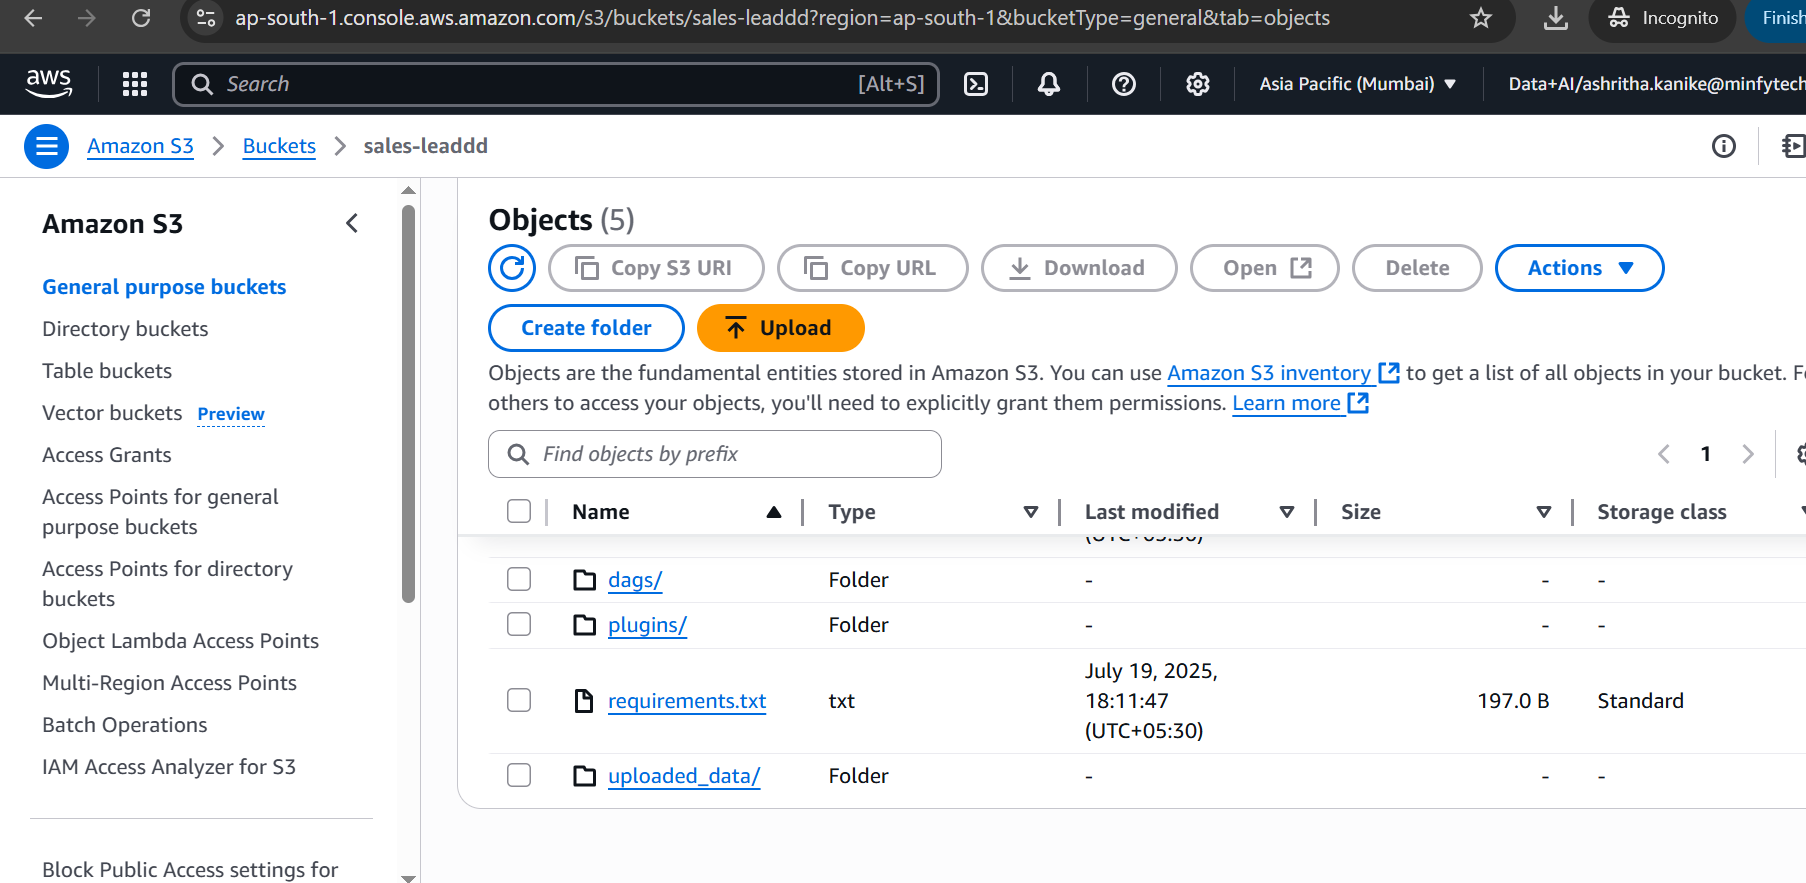 ap-south-1.console.aws.amazon.com/s3/buckets/sales-leaddd?region=ap-south-1&bucketType=general&tab=objects
Incognito
Finish
aws
Search
[Alt+S]
Asia Pacific (Mumbai)
Data+AI/ashritha.kanike@minfytech
Amazon S3
Buckets
sales-leaddd
Amazon S3
General purpose buckets
Directory buckets
Table buckets
Vector buckets Preview
Access Grants
Access Points for general
purpose buckets
Access Points for directory
buckets
Object Lambda Access Points
Multi-Region Access Points
Batch Operations
IAM Access Analyzer for S3
Block Public Access settings for
Objects (5)
Copy S3 URI
Copy URL
Download
Open
Delete
Actions
Create folder
Upload
Objects are the fundamental entities stored in Amazon S3. You can use Amazon S3 inventory to get a list of all objects in your bucket.
others to access your objects, you'll need to explicitly grant them permissions. Learn more
Find objects by prefix
1
Name Type Last modified Size Storage class
(UTC+05:30)
dags/ Folder - - -
plugins/ Folder - - -
July 19, 2025,
requirements.txt txt 18:11:47 197.0 B Standard
(UTC+05:30)
uploaded_data/ Folder - - -